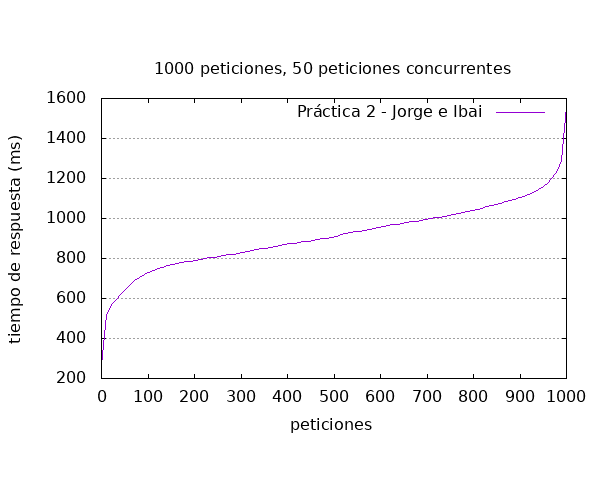 1000 peticiones, 50 peticiones concurrentes
Práctica 2 - Jorge e Ibai
1600
1400
1200
1000
800
600
400
200
tiempo de respuesta (ms)
0 100 200 300 400 500 600 700 800 900 1000
peticiones